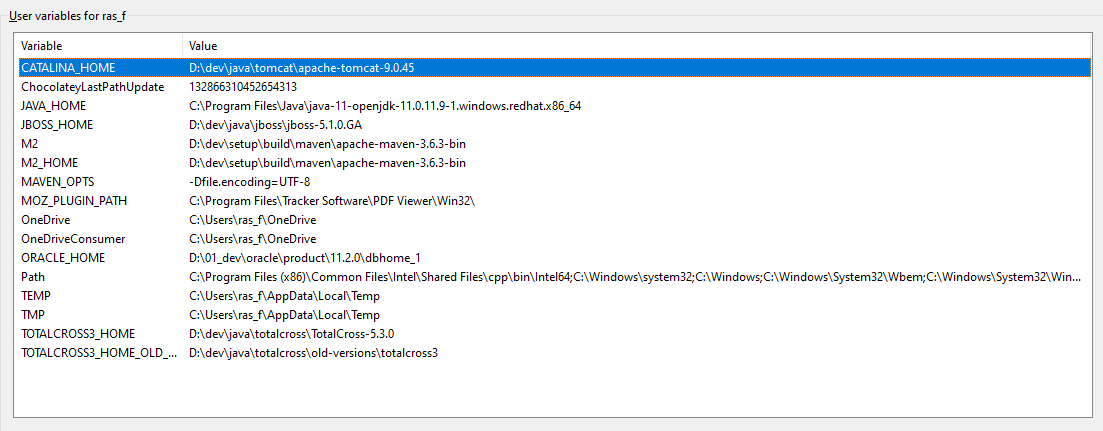 User variables for ras_f
Variable Value
CATALINA_HOME D:\dev\java\tomcat\apache-tomcat-9.0.45
ChocolateyLastPathUpdate 132866310452654313
JAVA_HOME C:\Program Files\Java\java-11-openjdk-11.0.11.9-1.windows.redhat.x86_64
JBOSS_HOME D:\dev\java\jboss\jboss-5.1.0.GA
M2 D:\dev\setup\build\maven\apache-maven-3.6.3-bin
M2_HOME D:\dev\setup\build\maven\apache-maven-3.6.3-bin
MAVEN_OPTS -Dfile.encoding=UTF-8
MOZ_PLUGIN_PATH C:\Program Files\Tracker Software\PDF Viewer\Win32\
OneDrive C:\Users\ras_f\OneDrive
OneDriveConsumer C:\Users\ras_f\OneDrive
ORACLE_HOME D:\01_dev\oracle\product\11.2.0\dbhome_1
Path C:\Program Files (x86)\Common Files\Intel\Shared Files\cpp\bin\Intel64;C:\Windows\system32;C:\Windows;C:\Windows\System32\Wbem;C:\Windows\System32\Win...
TEMP C:\Users\ras_f\AppData\Local\Temp
TMP C:\Users\ras_f\AppData\Local\Temp
TOTALCROSS3_HOME D:\dev\java\totalcross\TotalCross-5.3.0
TOTALCROSS3_HOME_OLD_... D:\dev\java\totalcross\old-versions\totalcross3